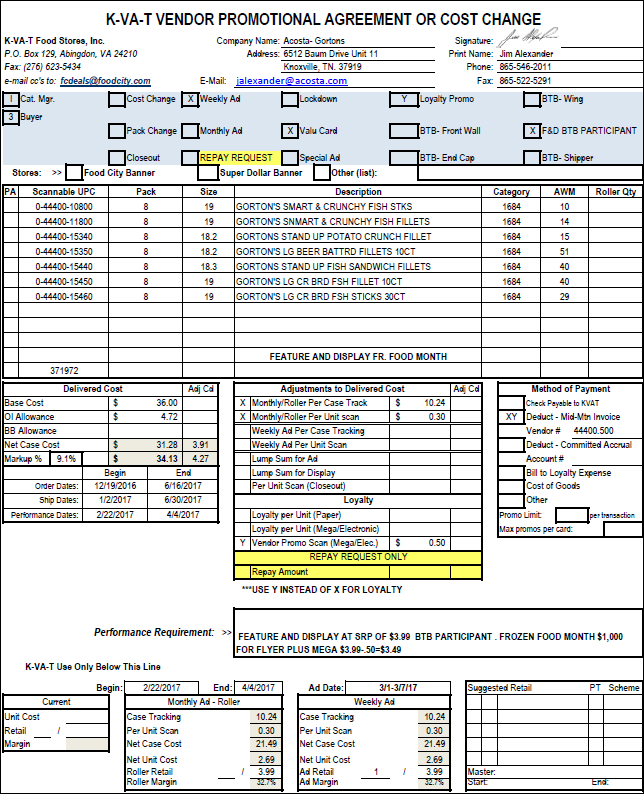 K-VA-T VENDOR PROMOTIONAL AGREEMENT OR COST CHANGE
K-VA-T Food Stores, Inc. Company Name: Acosta- Gortons Signature:
P.O. Box 129, Abingdon, VA 24210 Address: 6512 Baum Drive Unit 11 Print Name: Jim Alexander
Fax: (276) 623-5434 Knoxville, TN. 37919 Phone: 865-546-2011
e-mail cc's to: fcdeals@foodcity.com E-Mail: jalexander@acosta.com Fax: 865-522-5291
I Cat. Mgr. Cost Change X Weekly Ad Lockdown Y Loyalty Promo BTB- Wing
3 Buyer
Pack Change Monthly Ad X Valu Card BTB- Front Wall X F&D BTB PARTICIPANT
Closeout REPAY REQUEST Special Ad BTB- End Cap BTB- Shipper
Stores: >> Food City Banner Super Dollar Banner Other (list):
PA Scannable UPC Pack Size Description Category AWM Roller Qty
0-44400-10800 8 19 GORTON'S SMART & CRUNCHY FISH STKS 1684 10
0-44400-11800 8 19 GORTON'S SNMART & CRUNCHY FISH FILLETS 1684 14
0-44400-15340 8 18.2 GORTONS STAND UP POTATO CRUNCH FILLET 1684 15
0-44400-15350 8 18.2 GORTON'S LG BEER BATTRD FILLETS 10CT 1684 51
0-44400-15440 8 18.3 GORTONS STAND UP FISH SANDWICH FILLETS 1684 40
0-44400-15450 8 19 GORTON'S LG CR BRD FSH FILLET 10CT 1684 40
0-44400-15460 8 19 GORTON'S LG CR BRD FSH STICKS 30CT 1684 29
FEATURE AND DISPLAY FR. FOOD MONTH
371972
Delivered Cost Adj Cd Adjustments to Delivered Cost Adj Cd Method of Payment
Base Cost $ 36.00 X Monthly/Roller Per Case Track $ 10.24 Check Payable to KVAT
OI Allowance $ 4.72 X Monthly/Roller Per Unit scan $ 0.30 XY Deduct - Mid-Mtn Invoice
BB Allowance Weekly Ad Per Case Tracking Vendor # 44400.500
Net Case Cost $ 31.28 3.91 Weekly Ad Per Unit Scan Deduct - Committed Accrual
Markup % 9.1% $ 34.13 4.27 Lump Sum for Ad Account #
Begin End Lump Sum for Display Bill to Loyalty Expense
Order Dates: 12/19/2016 6/16/2017 Per Unit Scan (Closeout) Cost of Goods
Ship Dates: 1/2/2017 6/30/2017 Loyalty Other
Performance Dates: 2/22/2017 4/4/2017 Loyalty per Unit (Paper) Promo Limit: per transaction
Loyalty per Unit (Mega/Electronic) Max promos per card:
Y Vendor Promo Scan (Mega/Elec.) $ 0.50
REPAY REQUEST ONLY
Repay Amount
***USE Y INSTEAD OF X FOR LOYALTY
Performance Requirement: >> FEATURE AND DISPLAY AT SRP OF $3.99 BTB PARTICIPANT . FROZEN FOOD MONTH $1,000
FOR FLYER PLUS MEGA $3.99-.50=$3.49
K-VA-T Use Only Below This Line
Begin: 2/22/2017 End: 4/4/2017 Ad Date: 3/1-3/7/17 Suggested Retail PT Scheme
Current Monthly Ad - Roller Weekly Ad
Unit Cost Case Tracking 10.24 Case Tracking 10.24
Retail / Per Unit Scan 0.30 Per Unit Scan 0.30
Margin Net Case Cost 21.49 Net Case Cost 21.49
Net Unit Cost 2.69 Net Unit Cost 2.69
Roller Retail / 3.99 Ad Retail 1 / 3.99 Master:
Roller Margin 32.7% Ad Margin 32.7% Start: End: